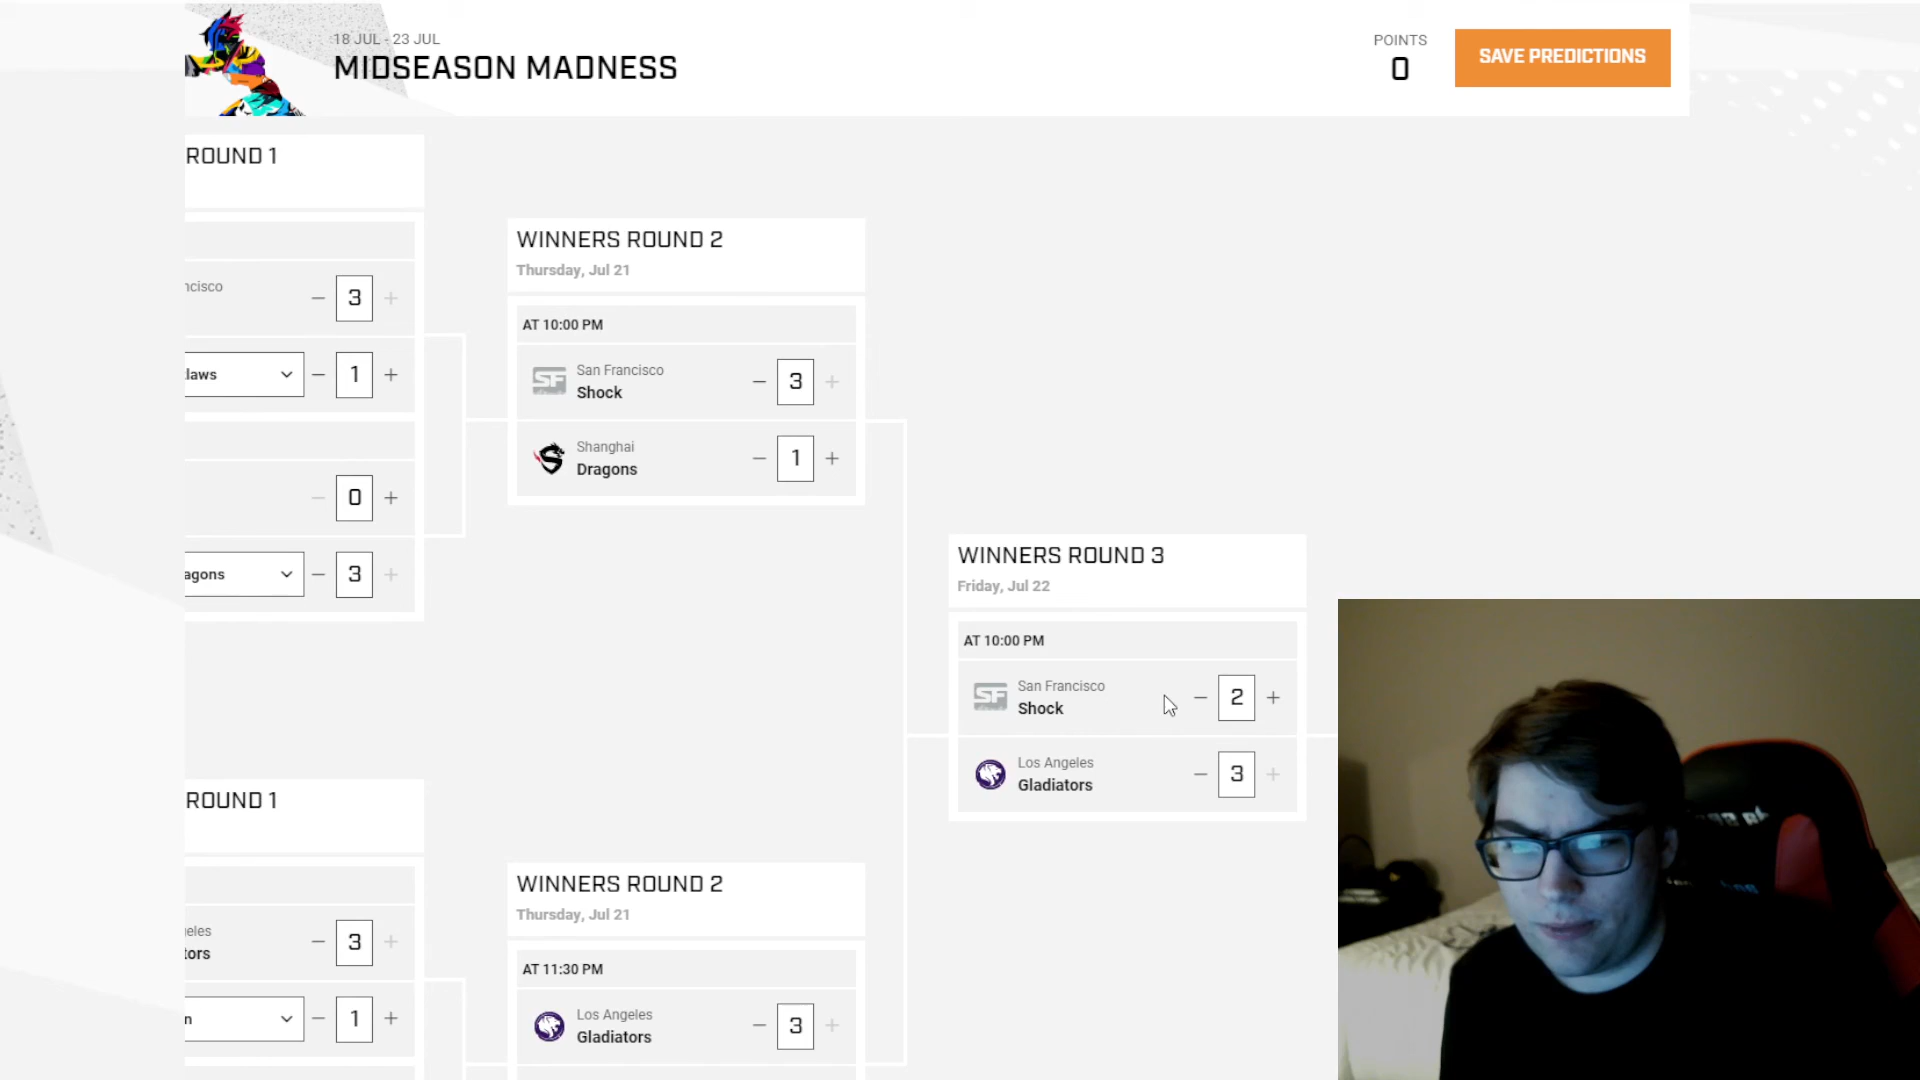 18 JUL - 23 JUL
MIDSEASON MADNESS
POINTS
0
SAVE PREDICTIONS
ROUND 1
ncisco
3
laws
1
0
agons
3
WINNERS ROUND 2
Thursday, Jul 21
AT 10:00 PM
SF
San Francisco
Shock
3
Shanghai
Dragons
1
WINNERS ROUND 3
Friday, Jul 22
AT 10:00 PM
SF
San Francisco
Shock
2
Los Angeles
Gladiators
3
ROUND 1
eles
tors
3
n
1
WINNERS ROUND 2
Thursday, Jul 21
AT 11:30 PM
Los Angeles
Gladiators
3